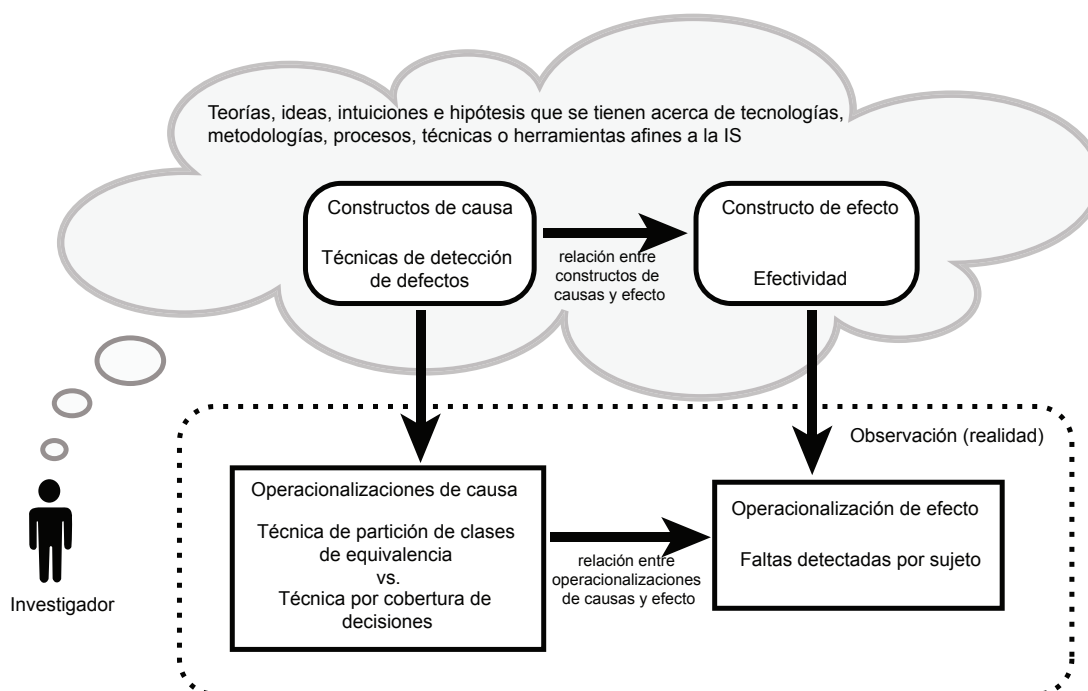 Teorías, ideas, intuiciones e hipótesis que se tienen acerca de tecnologías,
metodologías, procesos, técnicas o herramientas afines a la IS
Constructos de causa
Técnicas de detección
de defectos
relación entre
constructos de
causas y efecto
Constructo de efecto
Efectividad
Observación (realidad)
Investigador
Operacionalizaciones de causa
Técnica de partición de clases
de equivalencia
vs.
Técnica por cobertura de
decisiones
relación entre
operacionalizaciones
de causas y efecto
Operacionalización de efecto
Faltas detectadas por sujeto